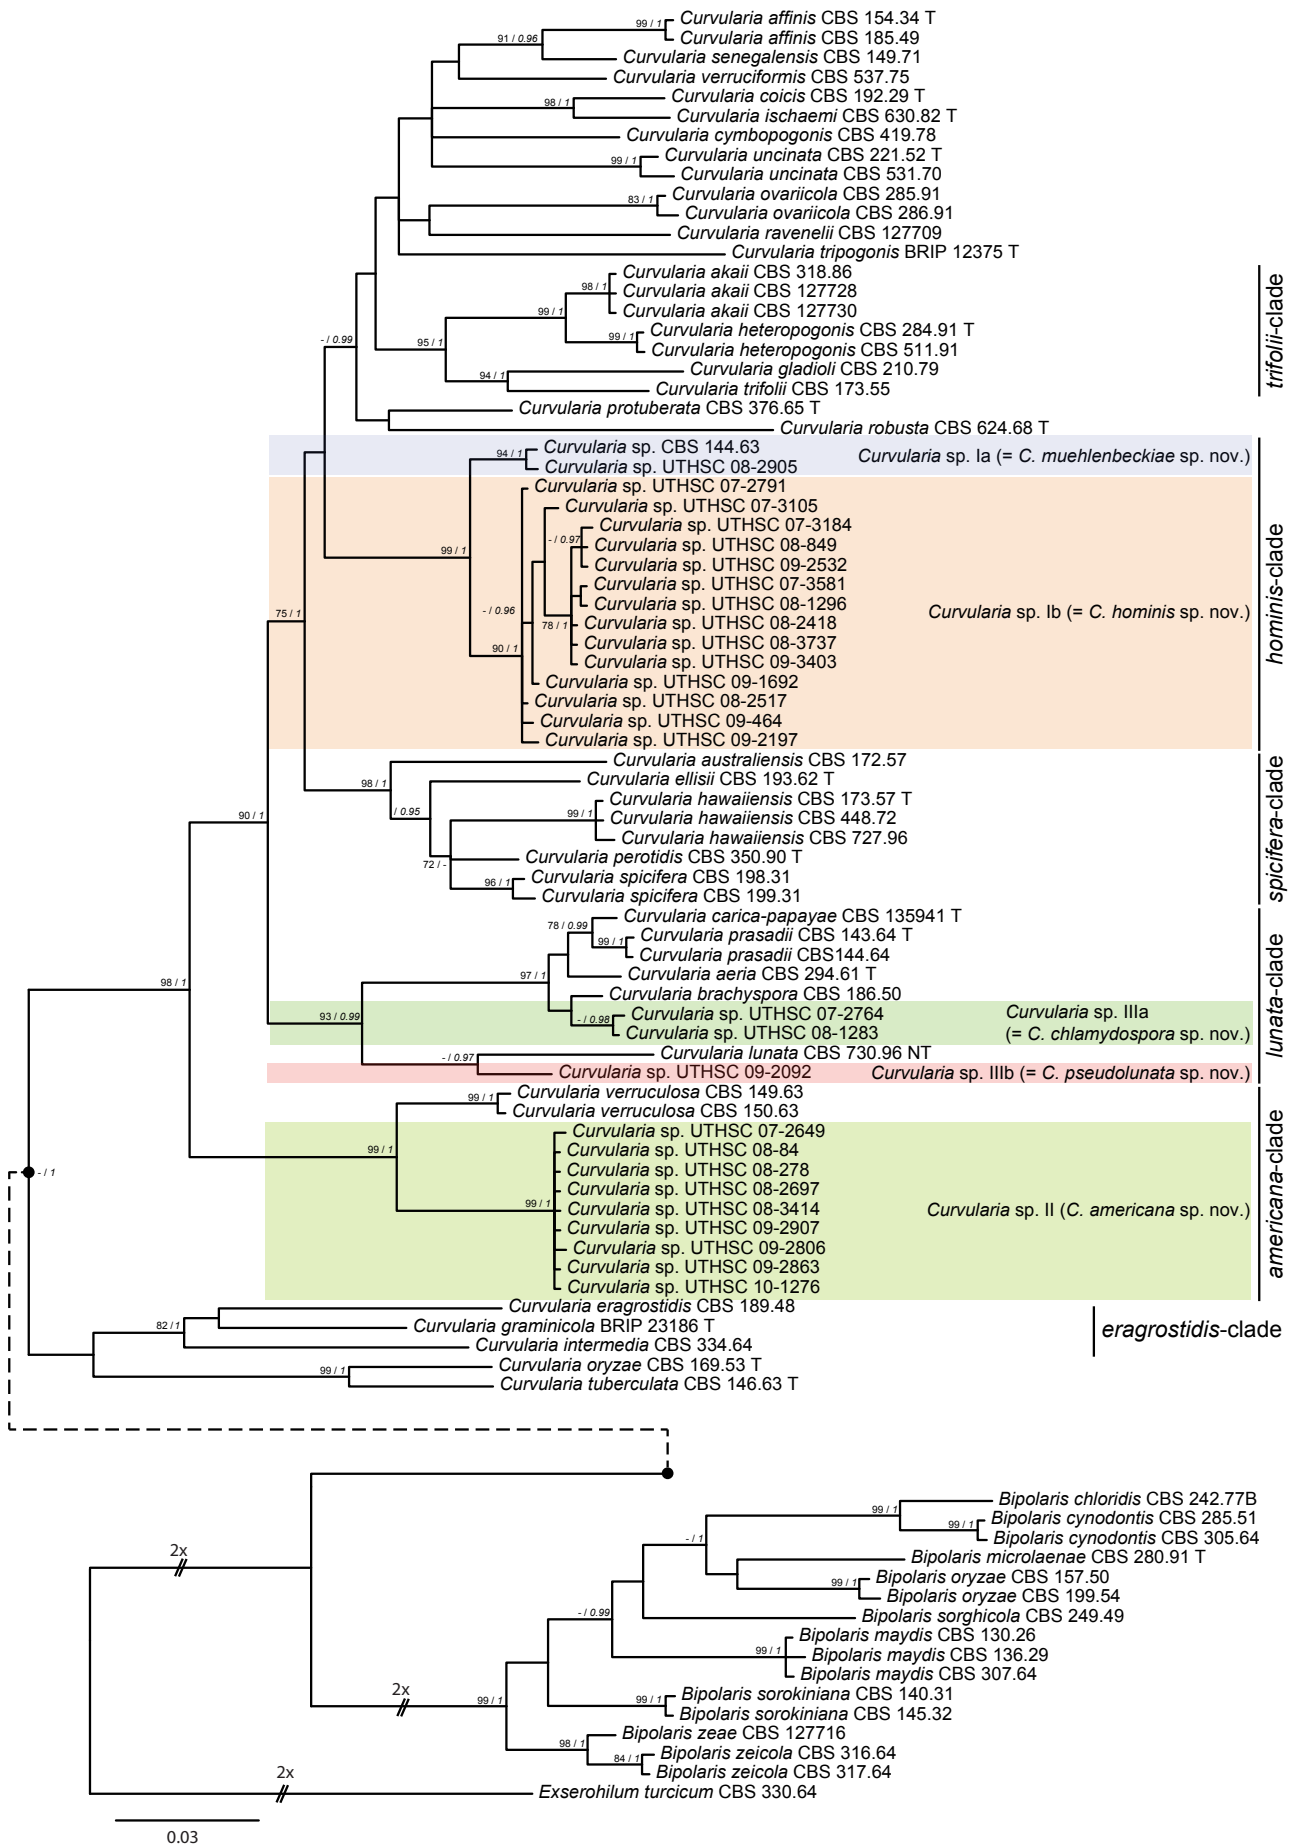 99 / 1
Curvularia affinis CBS 154.34 T
Curvularia affinis CBS 185.49
91 / 0.96
Curvularia senegalensis CBS 149.71
Curvularia verruciformis CBS 537.75
Curvularia coicis CBS 192.29 T
98 / 1
Curvularia ischaemi CBS 630.82 T
Curvularia cymbopogonis CBS 419.78
Curvularia uncinata CBS 221.52 T
99 / 1
Curvularia uncinata CBS 531.70
Curvularia ovariicola CBS 285.91
83 / 1
Curvularia ovariicola CBS 286.91
Curvularia ravenelii CBS 127709
Curvularia tripogonis BRIP 12375 T
Curvularia akaii CBS 318.86
98 / 1
Curvularia akaii CBS 127728
Curvularia akaii CBS 127730
99 / 1
Curvularia heteropogonis CBS 284.91 T
99 / 1
Curvularia heteropogonis CBS 511.91
- / 0.99
95 / 1
Curvularia gladioli CBS 210.79
94 / 1
Curvularia trifolii CBS 173.55
trifolii-clade
Curvularia protuberata CBS 376.65 T
Curvularia robusta CBS 624.68 T
Curvularia sp. CBS 144.63
94 / 1
Curvularia sp. UTHSC 08-2905
Curvularia sp. Ia (= C. muehlenbeckiae sp. nov.)
Curvularia sp. UTHSC 07-2791
Curvularia sp. UTHSC 07-3105
Curvularia sp. UTHSC 07-3184
- / 0.97
Curvularia sp. UTHSC 08-849
99 / 1
Curvularia sp. UTHSC 09-2532
Curvularia sp. UTHSC 07-3581
Curvularia sp. UTHSC 08-1296
- / 0.96
75 / 1
Curvularia sp. Ib (= C. hominis sp. nov.)
78 / 1
Curvularia sp. UTHSC 08-2418
Curvularia sp. UTHSC 08-3737
90 / 1
Curvularia sp. UTHSC 09-3403
Curvularia sp. UTHSC 09-1692
Curvularia sp. UTHSC 08-2517
Curvularia sp. UTHSC 09-464
Curvularia sp. UTHSC 09-2197
hominis-clade
Curvularia australiensis CBS 172.57
98 / 1
Curvularia ellisii CBS 193.62 T
Curvularia hawaiiensis CBS 173.57 T
/ 0.95
99 / 1
Curvularia hawaiiensis CBS 448.72
90 / 1
Curvularia hawaiiensis CBS 727.96
Curvularia perotidis CBS 350.90 T
72 / -
Curvularia spicifera CBS 198.31
96 / 1
Curvularia spicifera CBS 199.31
spicifera-clade
Curvularia carica-papayae CBS 135941 T
78 / 0.99
Curvularia prasadii CBS 143.64 T
99 / 1
Curvularia prasadii CBS144.64
97 / 1
Curvularia aeria CBS 294.61 T
98 / 1
Curvularia brachyspora CBS 186.50
93 / 0.99
- / 0.98
Curvularia sp. UTHSC 07-2764
Curvularia sp. UTHSC 08-1283
Curvularia sp. IIIa
(= C. chlamydospora sp. nov.)
- / 0.97
Curvularia lunata CBS 730.96 NT
Curvularia sp. UTHSC 09-2092
Curvularia sp. IIIb (= C. pseudolunata sp. nov.)
lunata-clade
99 / 1
Curvularia verruculosa CBS 149.63
Curvularia verruculosa CBS 150.63
Curvularia sp. UTHSC 07-2649
99 / 1
Curvularia sp. UTHSC 08-84
Curvularia sp. UTHSC 08-278
- / 1
Curvularia sp. UTHSC 08-2697
99 / 1
Curvularia sp. UTHSC 08-3414
Curvularia sp. II (C. americana sp. nov.)
Curvularia sp. UTHSC 09-2907
Curvularia sp. UTHSC 09-2806
Curvularia sp. UTHSC 09-2863
Curvularia sp. UTHSC 10-1276
americana-clade
Curvularia eragrostidis CBS 189.48
82 / 1
Curvularia graminicola BRIP 23186 T
Curvularia intermedia CBS 334.64
eragrostidis-clade
Curvularia oryzae CBS 169.53 T
99 / 1
Curvularia tuberculata CBS 146.63 T
Bipolaris chloridis CBS 242.77B
99 / 1
Bipolaris cynodontis CBS 285.51
99 / 1
Bipolaris cynodontis CBS 305.64
- / 1
2x
Bipolaris microlaenae CBS 280.91 T
Bipolaris oryzae CBS 157.50
99 / 1
Bipolaris oryzae CBS 199.54
- / 0.99
Bipolaris sorghicola CBS 249.49
Bipolaris maydis CBS 130.26
99 / 1
Bipolaris maydis CBS 136.29
Bipolaris maydis CBS 307.64
2x
99 / 1
99 / 1
Bipolaris sorokiniana CBS 140.31
Bipolaris sorokiniana CBS 145.32
Bipolaris zeae CBS 127716
98 / 1
Bipolaris zeicola CBS 316.64
84 / 1
Bipolaris zeicola CBS 317.64
2x
Exserohilum turcicum CBS 330.64
0.03